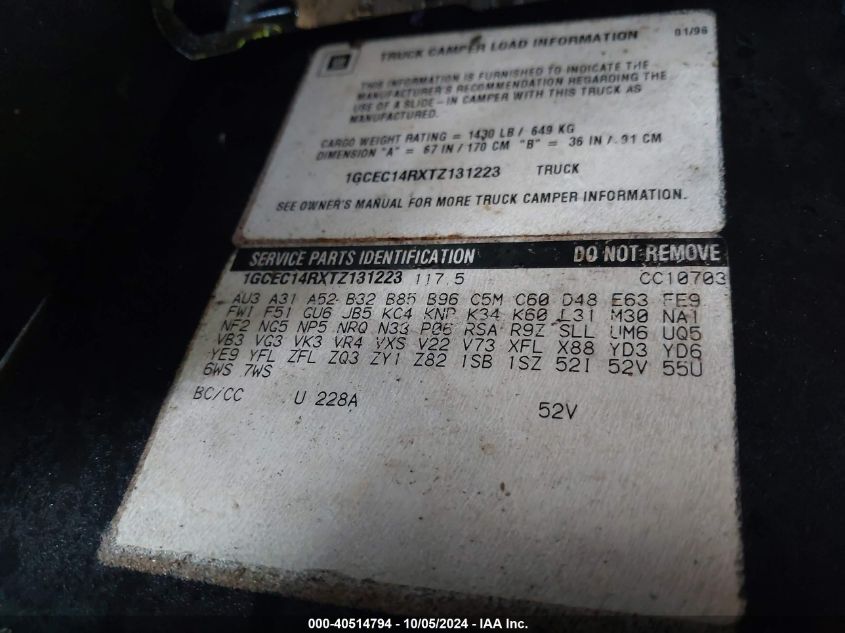 GM
TRUCK CAMPER LOAD INFORMATION 01/96
THIS INFORMATION IS FURNISHED TO INDICATE THE
MANUFACTURER'S RECOMMENDATION REGARDING THE
USE OF A SLIDE-IN CAMPER WITH THIS TRUCK AS
MANUFACTURED.
CARGO WEIGHT RATING = 1430 LB / 649 KG
DIMENSION "A" = 67 IN / 170 CM "B" = 36 IN / 91 CM
1GCEC14RXTZ131223 TRUCK
SEE OWNER'S MANUAL FOR MORE TRUCK CAMPER INFORMATION.
SERVICE PARTS IDENTIFICATION DO NOT REMOVE
1GCEC14RXTZ131223 117.5 CC10703
AU3 A31 A52 B32 B85 B96 C5M C60 D48 E63 FE9
FW1 F51 GU6 JB5 KC4 KNP K34 K60 L31 M30 NA1
NF2 NG5 NP5 NRQ N33 P06 RSA R9Z SLL UM6 UQ5
VB3 VG3 VK3 VR4 VXS V22 V73 XFL X88 YD3 YD6
YE9 YFL ZFL ZQ3 ZY1 Z82 1SB 1SZ 52I 52V 55U
6WS 7WS
BC/CC U 228A 52V
000-40514794 - 10/05/2024 - IAA Inc.